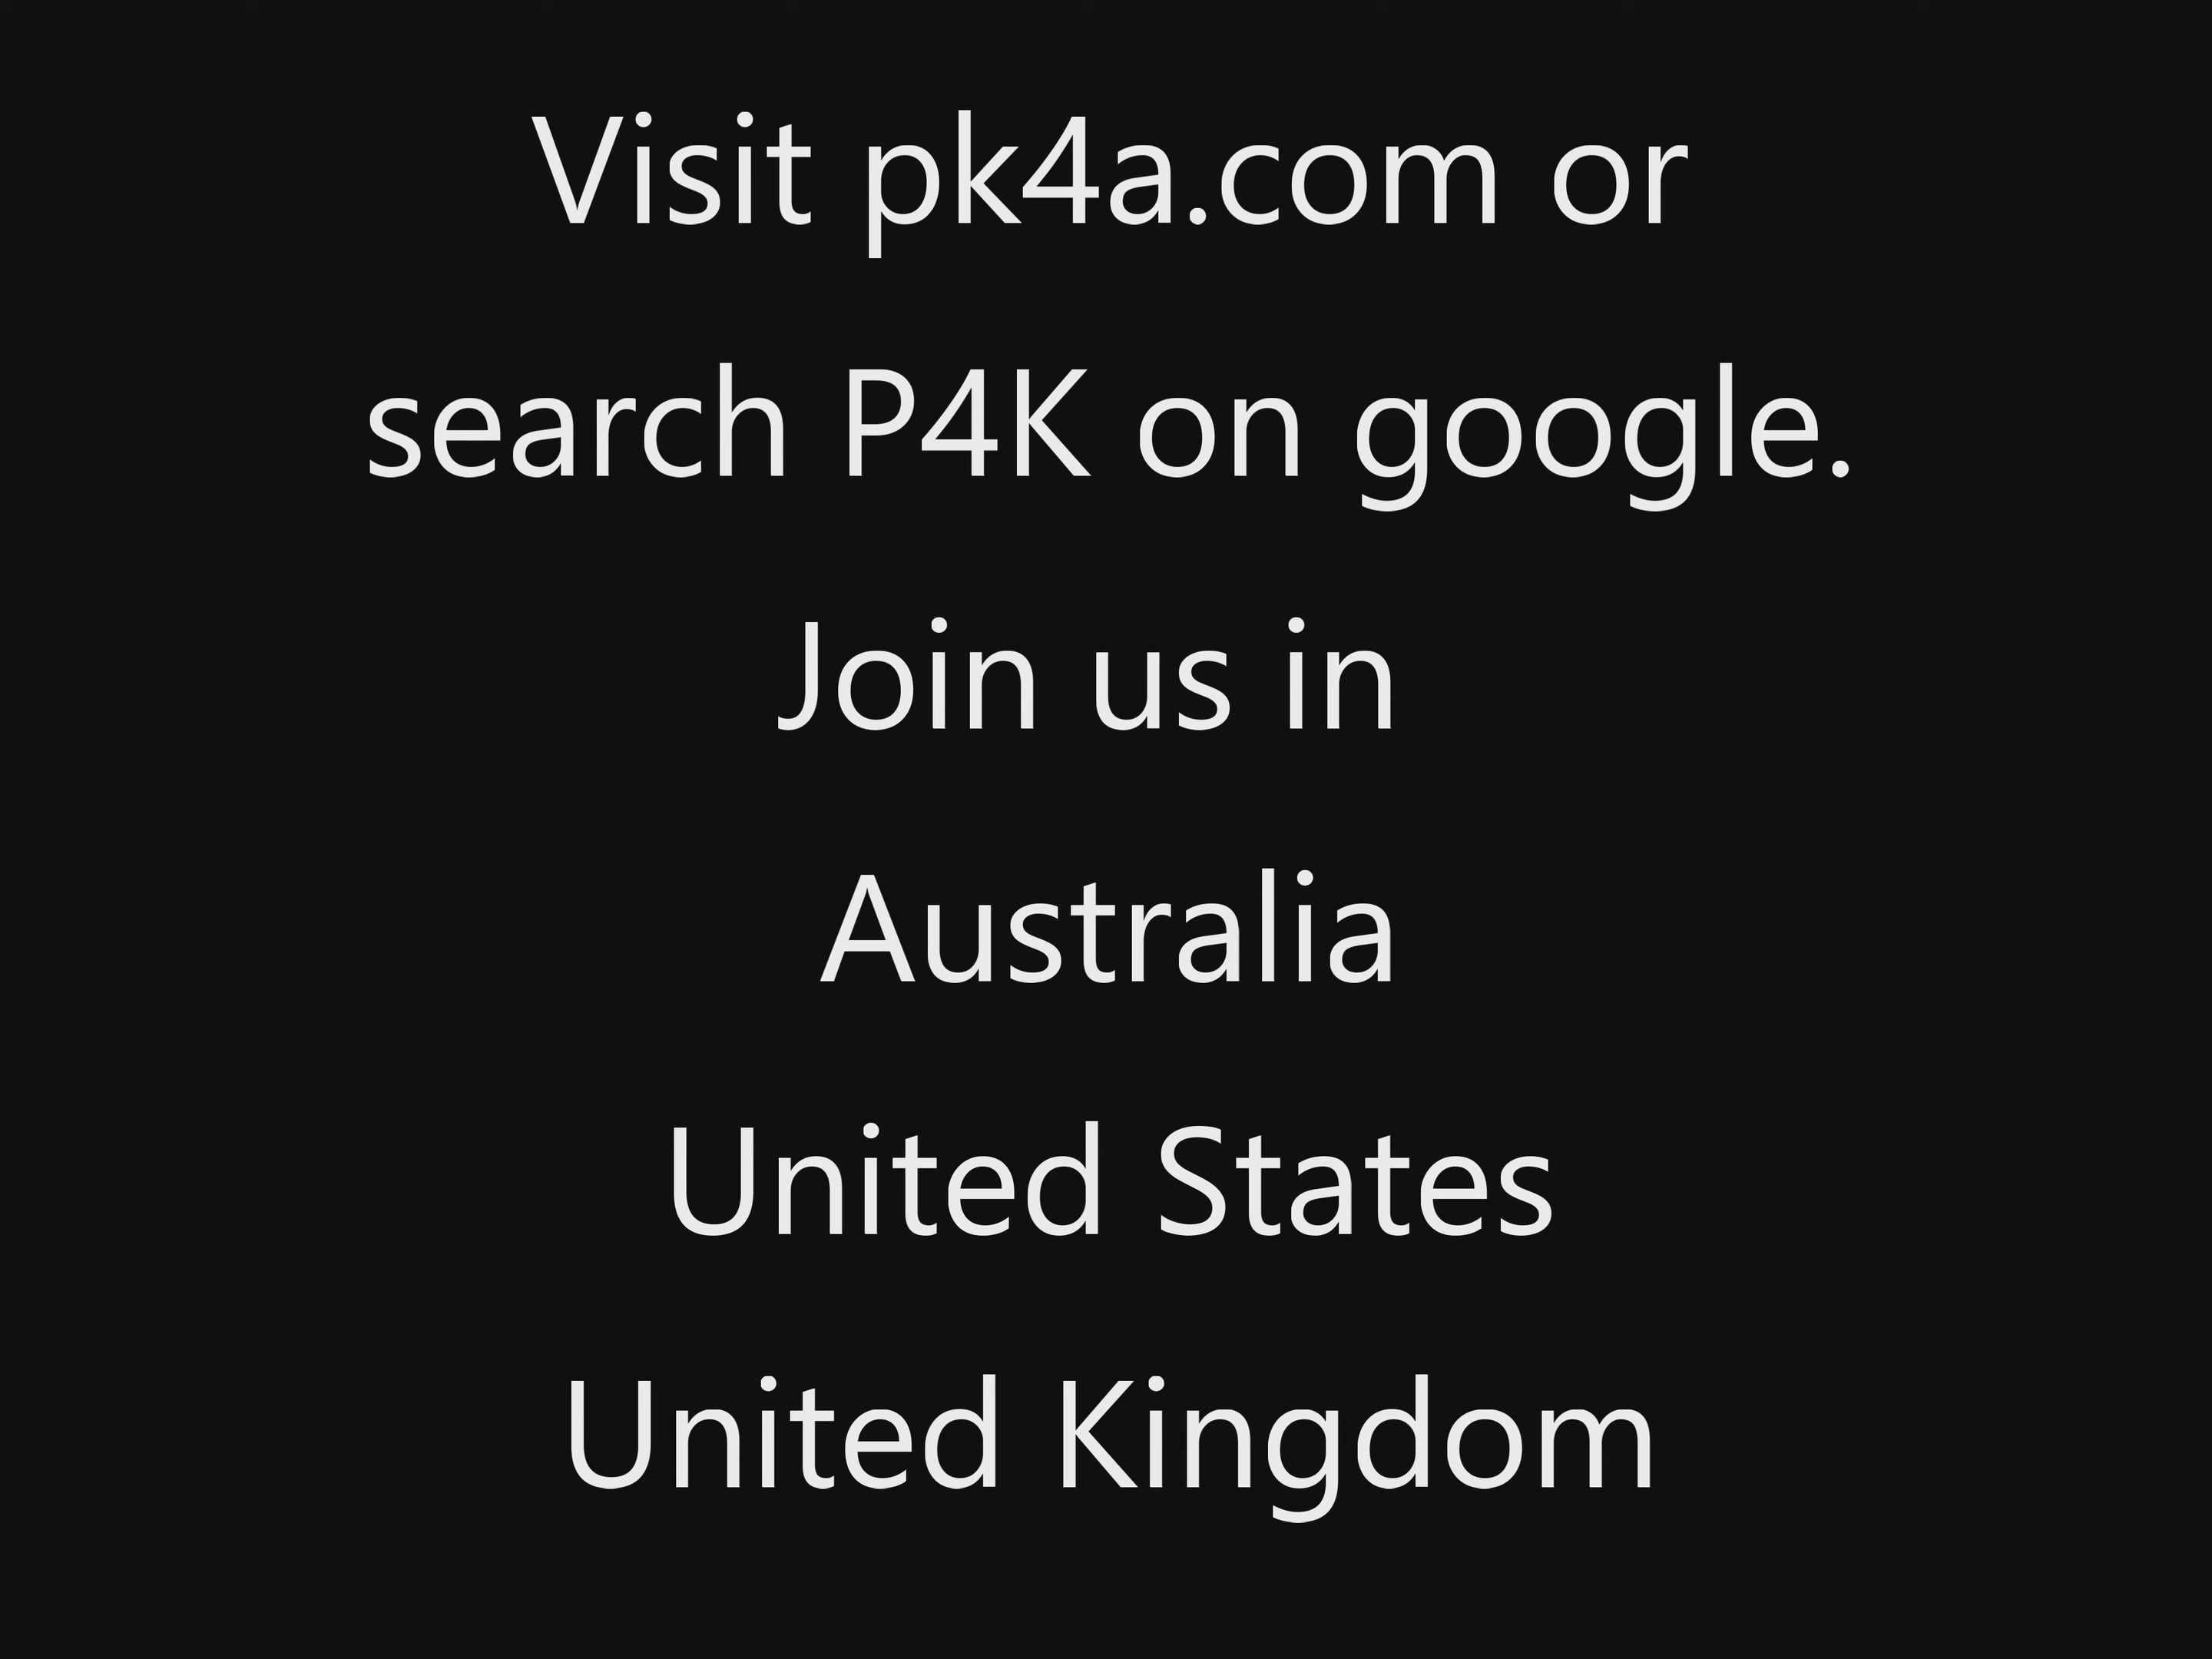 Visit pk4a.com or
search P4K on google.
Join us in
Australia
United States
United Kingdom